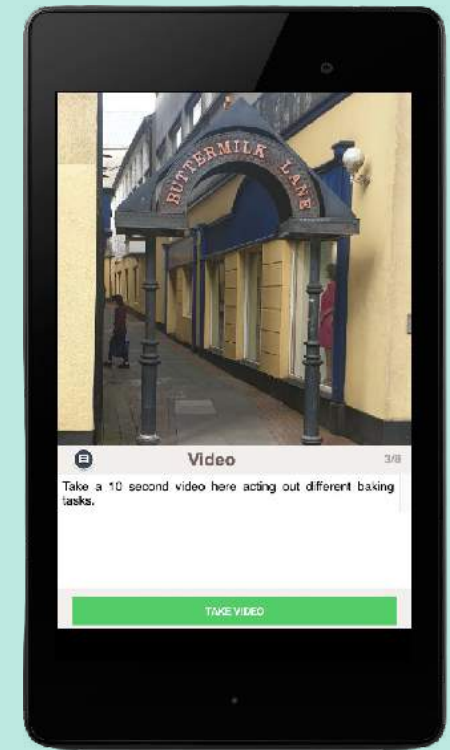 BUTTERMILK LANE
Video
3/8
Take a 10 second video here acting out different baking
tasks.
TAKE VIDEO